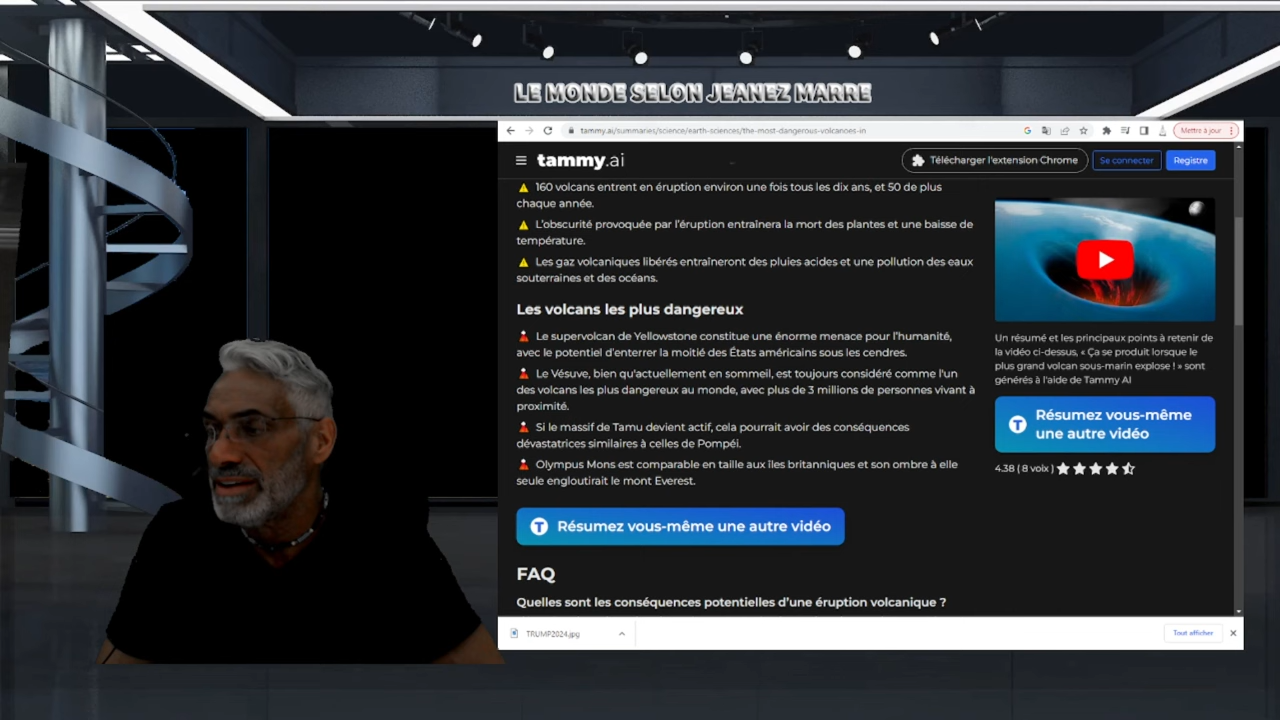 LE MONDE SELON JEANEZ MARRE
tammy.ai/summaries/science/earth-sciences/the-most-dangerous-volcanoes-in
Mettre à jour
tammy.ai
Télécharger l'extension Chrome
Se connecter
Registre
160 volcans entrent en éruption environ une fois tous les dix ans, et 50 de plus
chaque année.
L'obscurité provoquée par l'éruption entraînera la mort des plantes et une baisse de
température.
Les gaz volcaniques libérés entraîneront des pluies acides et une pollution des eaux
souterraines et des océans.
Les volcans les plus dangereux
Le supervolcan de Yellowstone constitue une énorme menace pour l'humanité,
avec le potentiel d'enterrer la moitié des États américains sous les cendres.
Le Vésuve, bien qu'actuellement en sommeil, est toujours considéré comme l'un
des volcans les plus dangereux au monde, avec plus de 3 millions de personnes vivant à
proximité.
Si le massif de Tamu devient actif, cela pourrait avoir des conséquences
dévastatrices similaires à celles de Pompéi.
Olympus Mons est comparable en taille aux îles britanniques et son ombre à elle
seule engloutirait le mont Everest.
Résumez vous-même une autre vidéo
FAQ
Quelles sont les conséquences potentielles d'une éruption volcanique ?
Un résumé et les principaux points à retenir de
la vidéo ci-dessus, « Ça se produit lorsque le
plus grand volcan sous-marin explose ! » sont
générés à l'aide de Tammy AI
Résumez vous-même
une autre vidéo
4.38 ( 8 voix )
TRUMP2024.jpg
Tout afficher